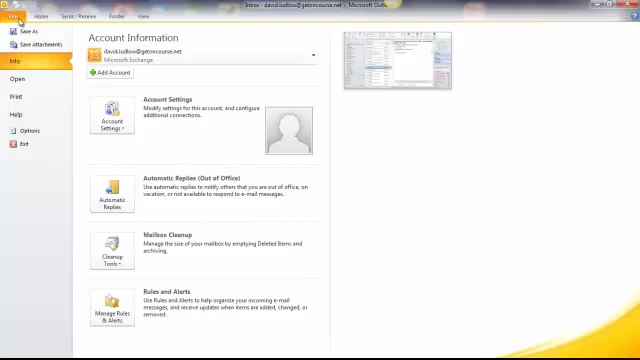 Inbox - david.ludlow@getoncourse.net - Microsoft Outlook
File Home Send / Receive Folder View
Save As
Save Attachments
Info
Open
Print
Help
Options
Exit
Account Information
david.ludlow@getoncourse.net
Microsoft Exchange
Add Account
Account Settings
Account Settings
Modify settings for this account, and configure
additional connections.
Automatic Replies
Automatic Replies (Out of Office)
Use automatic replies to notify others that you are out of office, on
vacation, or not available to respond to e-mail messages.
Cleanup Tools
Mailbox Cleanup
Manage the size of your mailbox by emptying Deleted Items and
archiving.
Manage Rules & Alerts
Rules and Alerts
Use Rules and Alerts to help organize your incoming e-mail
messages, and receive updates when items are added, changed, or
removed.